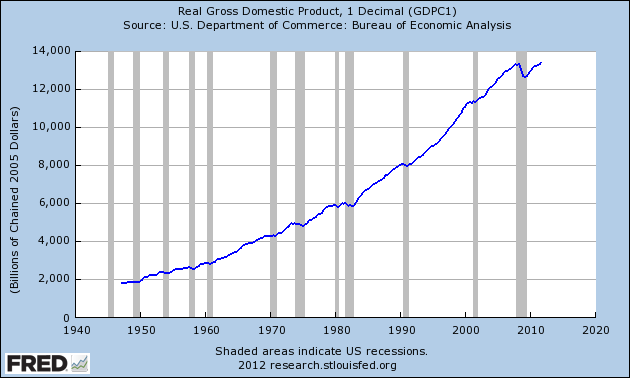 Real Gross Domestic Product, 1 Decimal (GDPC1)
Source: U.S. Department of Commerce: Bureau of Economic Analysis
(Billions of Chained 2005 Dollars)
14,000
12,000
10,000
8,000
6,000
4,000
2,000
0
1940 1950 1960 1970 1980 1990 2000 2010 2020
Shaded areas indicate US recessions.
2012 research.stlouisfed.org
FRED